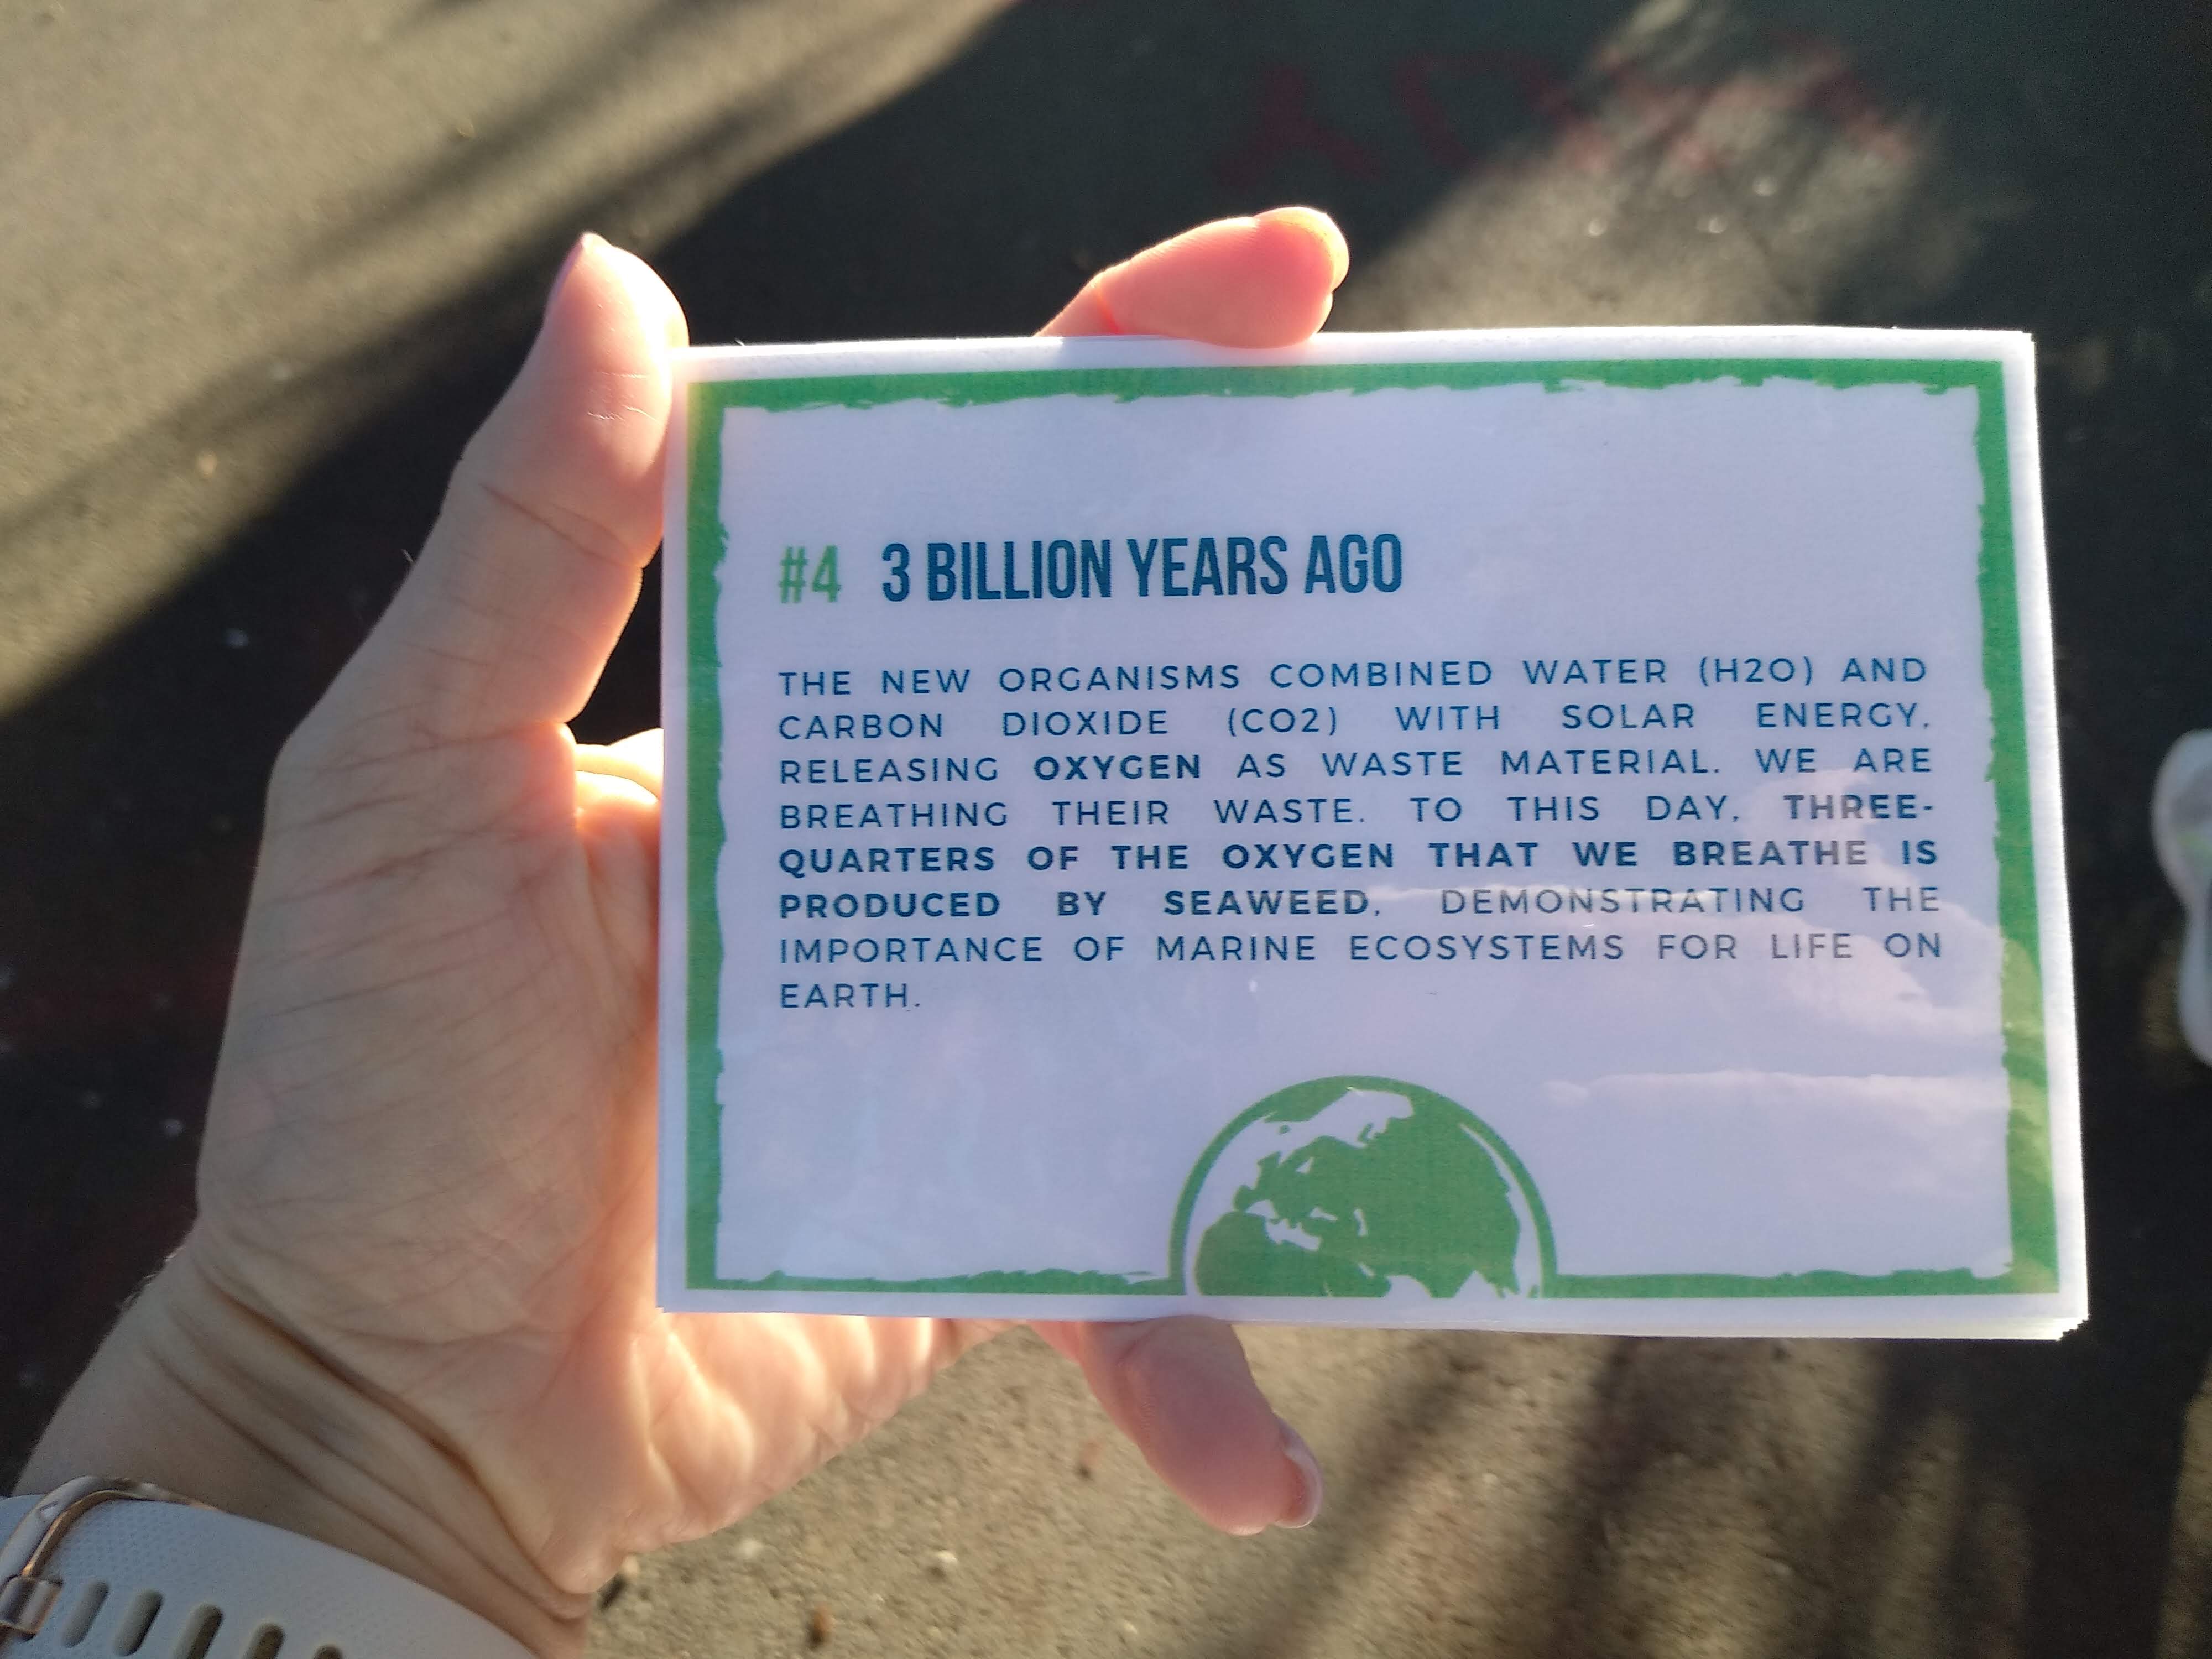 #4 3 BILLION YEARS AGO
THE NEW ORGANISMS COMBINED WATER (H2O) AND
CARBON DIOXIDE (CO2) WITH SOLAR ENERGY,
RELEASING OXYGEN AS WASTE MATERIAL. WE ARE
BREATHING THEIR WASTE. TO THIS DAY, THREE-
QUARTERS OF THE OXYGEN THAT WE BREATHE IS
PRODUCED BY SEAWEED, DEMONSTRATING THE
IMPORTANCE OF MARINE ECOSYSTEMS FOR LIFE ON
EARTH.